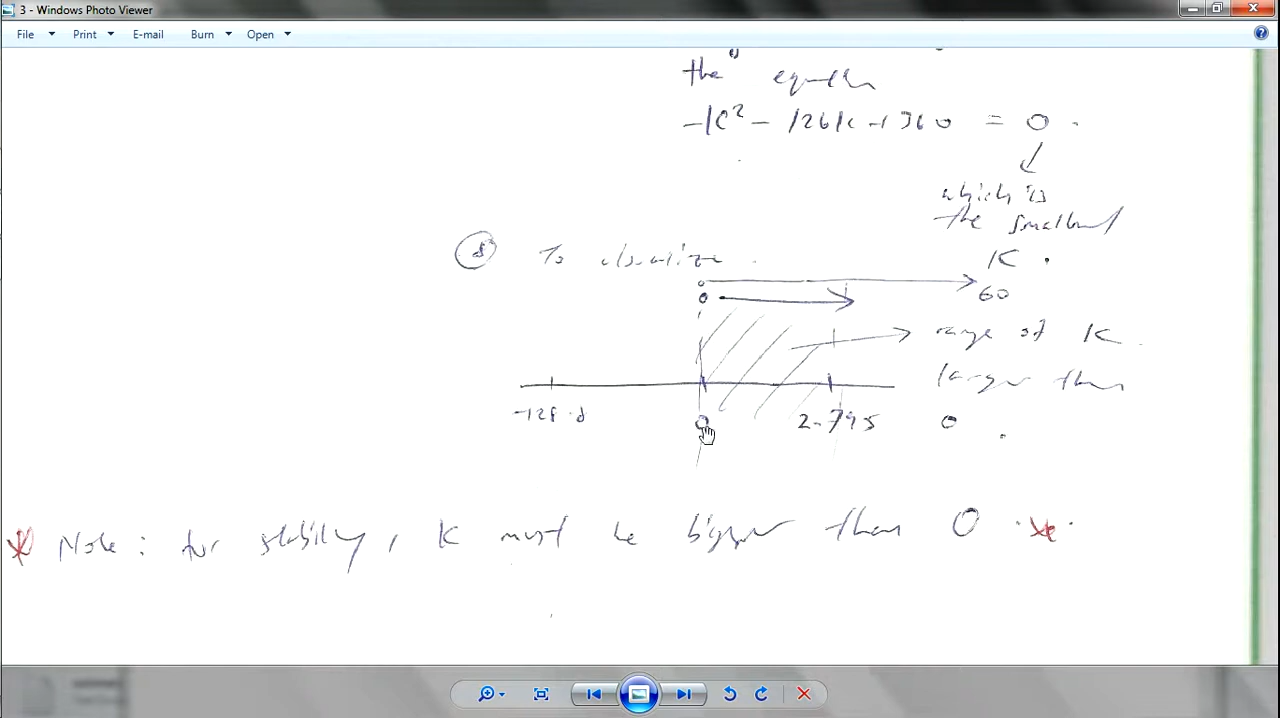 3 - Windows Photo Viewer
File Print E-mail Burn Open
the equation
-K² - 126K + 360 = 0.
which is
the smallest
K.
8 To visualize.
60
range of K
larger than
-128.8 0 2.795 0
* Note: for stability, K must be bigger than 0 *